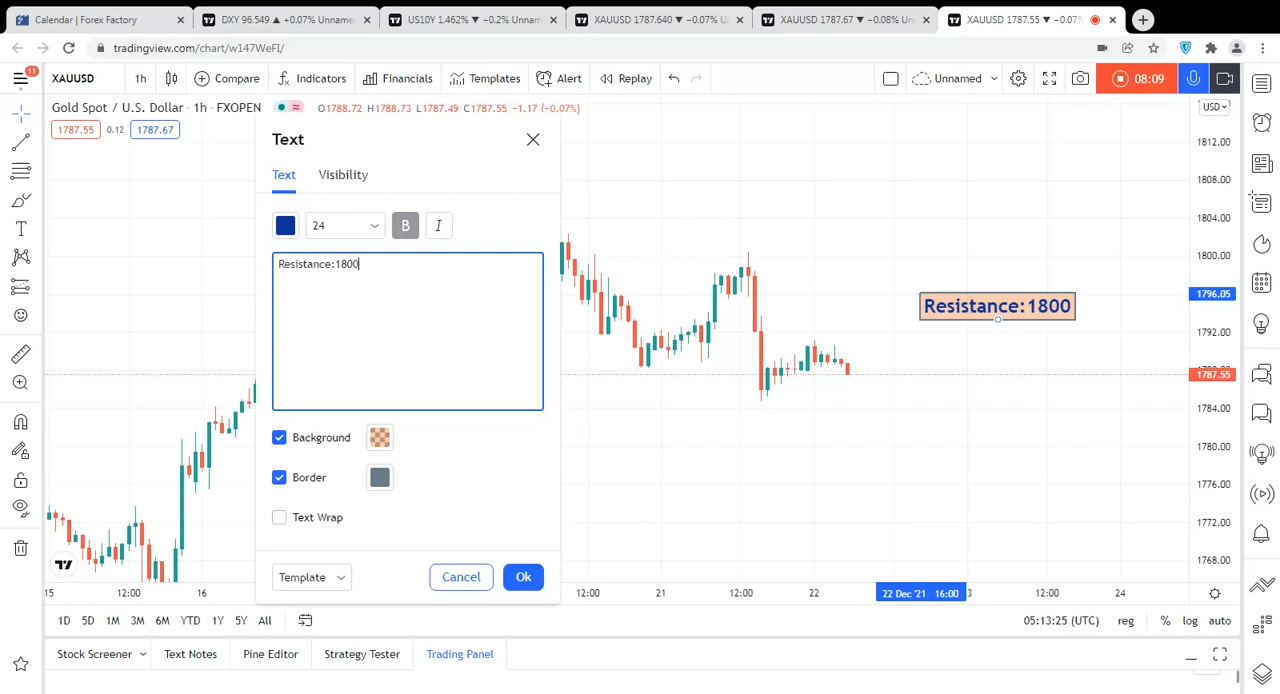 Calendar | Forex Factory
DXY 96.549 ▲ +0.07% Unname
US10Y 1.462% ▼ −0.2% Unnam
XAUUSD 1787.640 ▼ −0.07% U
XAUUSD 1787.67 ▼ −0.08% Un
XAUUSD 1787.55 ▼ −0.07%
tradingview.com/chart/w147WeFI/
11
XAUUSD
1h
Compare
Indicators
Financials
Templates
Alert
Replay
Unnamed
08:09
Gold Spot / U.S. Dollar · 1h · FXOPEN
O1788.72 H1788.73 L1787.49 C1787.55 −1.17 (−0.07%)
USD
1787.55
0.12
1787.67
Text
Text
Visibility
24
B
I
Resistance:1800
Background
Border
Text Wrap
Template
Cancel
Ok
Resistance:1800
1812.00
1808.00
1804.00
1800.00
1796.05
1792.00
1787.55
1784.00
1780.00
1776.00
1772.00
1768.00
15
12:00
16
12:00
21
12:00
22
22 Dec '21 16:00
3
12:00
24
1D
5D
1M
3M
6M
YTD
1Y
5Y
All
05:13:25 (UTC)
reg
%
log
auto
Stock Screener
Text Notes
Pine Editor
Strategy Tester
Trading Panel